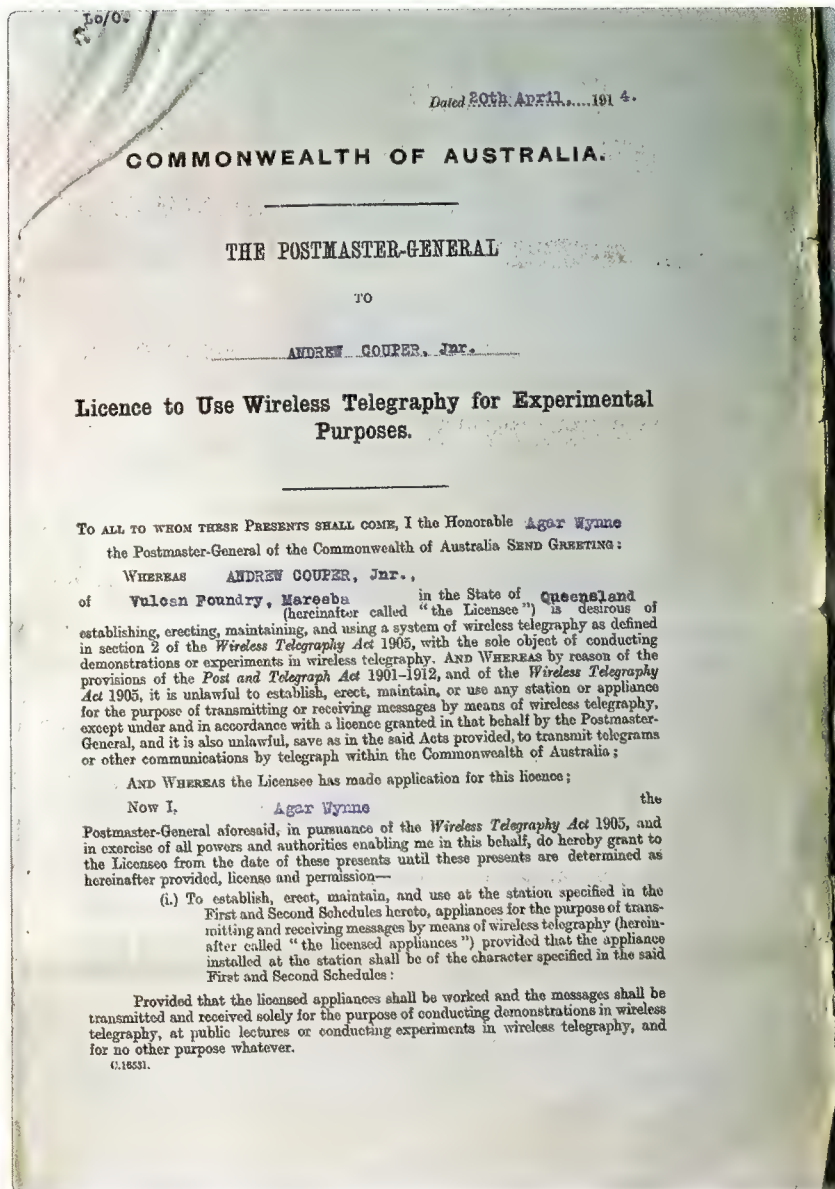 Lo/O.
Dated 20th April, 1914.
COMMONWEALTH OF AUSTRALIA.
THE POSTMASTER-GENERAL
TO
ANDREW COUPER, Jnr.
Licence to Use Wireless Telegraphy for Experimental
Purposes.
TO ALL TO WHOM THESE PRESENTS SHALL COME, I the Honorable Agar Wynne
the Postmaster-General of the Commonwealth of Australia SEND GREETING:
WHEREAS ANDREW COUPER, Jnr.,
of Vulcan Foundry, Mareeba in the State of Queensland
(hereinafter called "the Licensee") is desirous of
establishing, erecting, maintaining, and using a system of wireless telegraphy as defined
in section 2 of the Wireless Telegraphy Act 1905, with the sole object of conducting
demonstrations or experiments in wireless telegraphy. AND WHEREAS by reason of the
provisions of the Post and Telegraph Act 1901-1912, and of the Wireless Telegraphy
Act 1905, it is unlawful to establish, erect, maintain, or use any station or appliance
for the purpose of transmitting or receiving messages by means of wireless telegraphy,
except under and in accordance with a licence granted in that behalf by the Postmaster-
General, and it is also unlawful, save as in the said Acts provided, to transmit telegrams
or other communications by telegraph within the Commonwealth of Australia;
AND WHEREAS the Licensee has made application for this licence;
Now I, Agar Wynne the
Postmaster-General aforesaid, in pursuance of the Wireless Telegraphy Act 1905, and
in exercise of all powers and authorities enabling me in this behalf, do hereby grant to
the Licensee from the date of these presents until these presents are determined as
hereinafter provided, license and permission—
(i.) To establish, erect, maintain, and use at the station specified in the
First and Second Schedules hereto, appliances for the purpose of trans-
mitting and receiving messages by means of wireless telegraphy (herein-
after called "the licensed appliances") provided that the appliance
installed at the station shall be of the character specified in the said
First and Second Schedules:
Provided that the licensed appliances shall be worked and the messages shall be
transmitted and received solely for the purpose of conducting demonstrations in wireless
telegraphy, at public lectures or conducting experiments in wireless telegraphy, and
for no other purpose whatever.
C.16531.